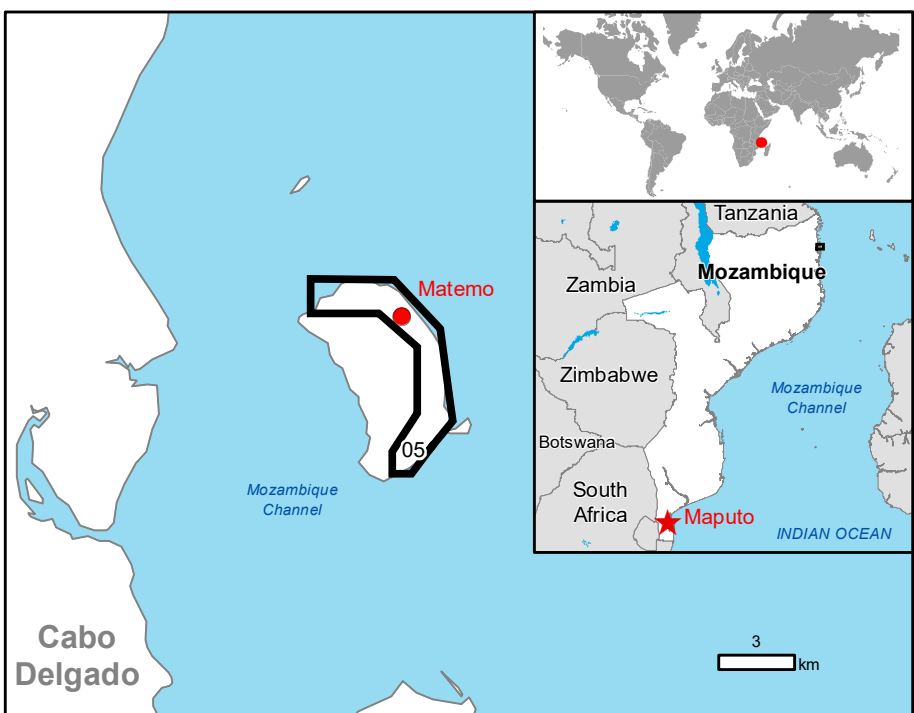 Matemo
05
Mozambique
Channel
Cabo
Delgado
3
km
Tanzania
Mozambique
Zambia
Zimbabwe
Mozambique
Channel
Botswana
South
Africa
Maputo
INDIAN OCEAN